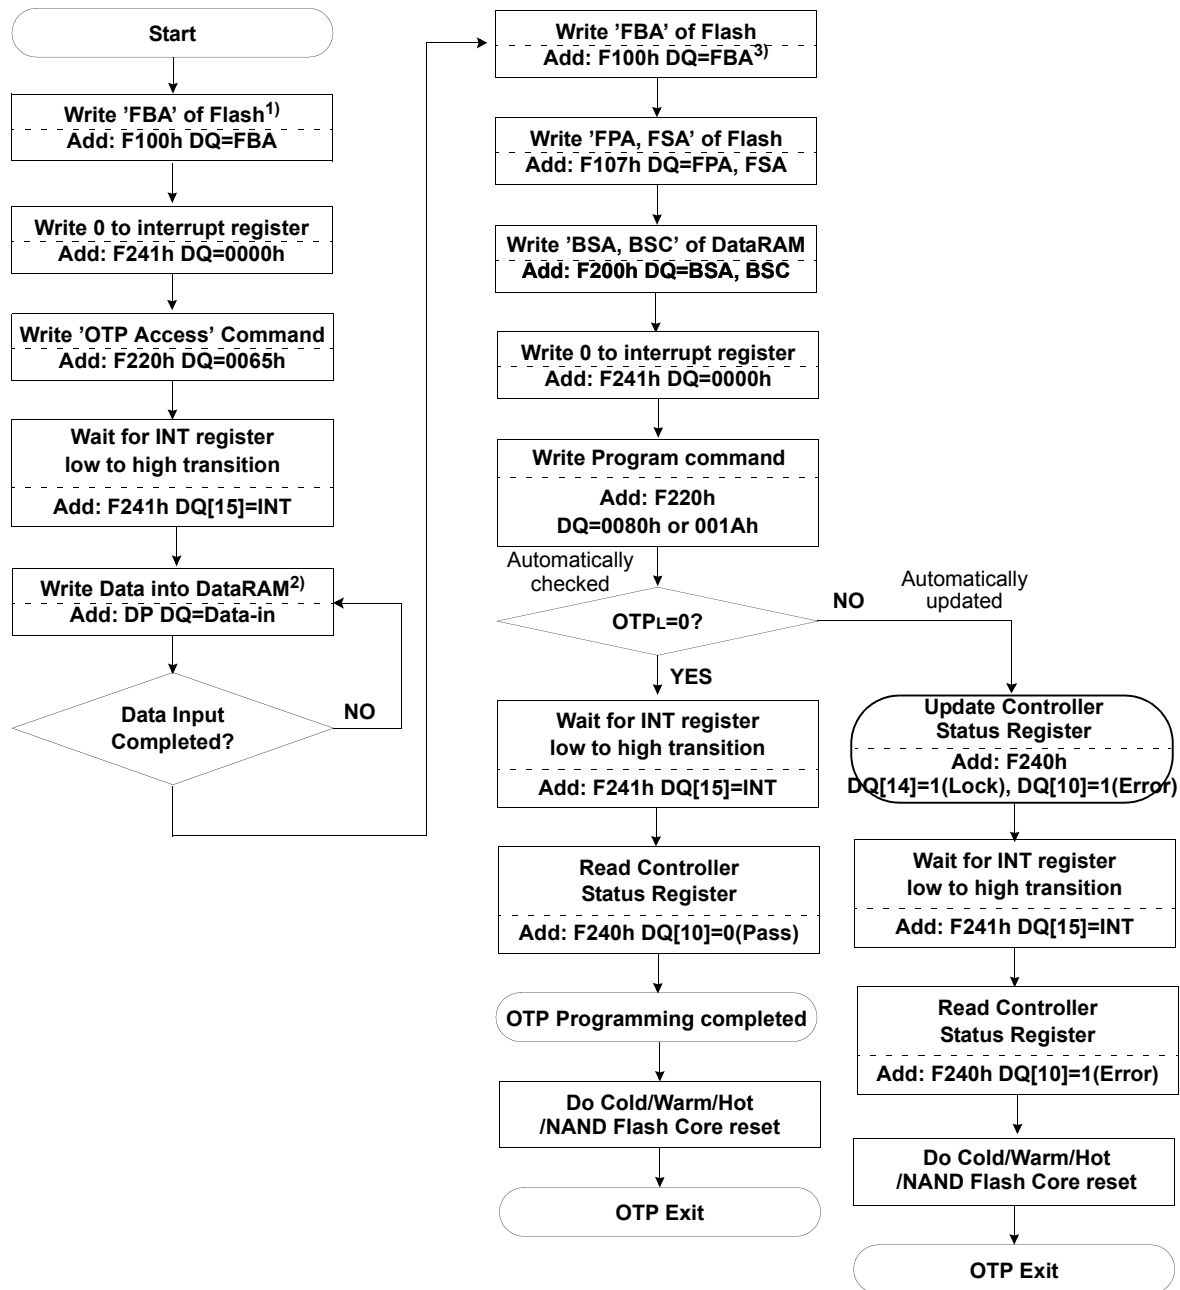 Start
Write ’FBA’ of Flash1)
Add: F100h DQ=FBA
Write 0 to interrupt register
Add: F241h DQ=0000h
Write ’OTP Access’ Command
Add: F220h DQ=0065h
Wait for INT register
low to high transition
Add: F241h DQ[15]=INT
Write Data into DataRAM2)
Add: DP DQ=Data-in
Data Input
Completed?
NO
Write ’FBA’ of Flash
Add: F100h DQ=FBA3)
Write ’FPA, FSA’ of Flash
Add: F107h DQ=FPA, FSA
Write ’BSA, BSC’ of DataRAM
Add: F200h DQ=BSA, BSC
Write 0 to interrupt register
Add: F241h DQ=0000h
Write Program command
Add: F220h
DQ=0080h or 001Ah
Automatically
checked
OTPL=0?
NO
Automatically
updated
YES
Wait for INT register
low to high transition
Add: F241h DQ[15]=INT
Read Controller
Status Register
Add: F240h DQ[10]=0(Pass)
OTP Programming completed
Do Cold/Warm/Hot
/NAND Flash Core reset
OTP Exit
Update Controller
Status Register
Add: F240h
DQ[14]=1(Lock), DQ[10]=1(Error)
Wait for INT register
low to high transition
Add: F241h DQ[15]=INT
Read Controller
Status Register
Add: F240h DQ[10]=1(Error)
Do Cold/Warm/Hot
/NAND Flash Core reset
OTP Exit